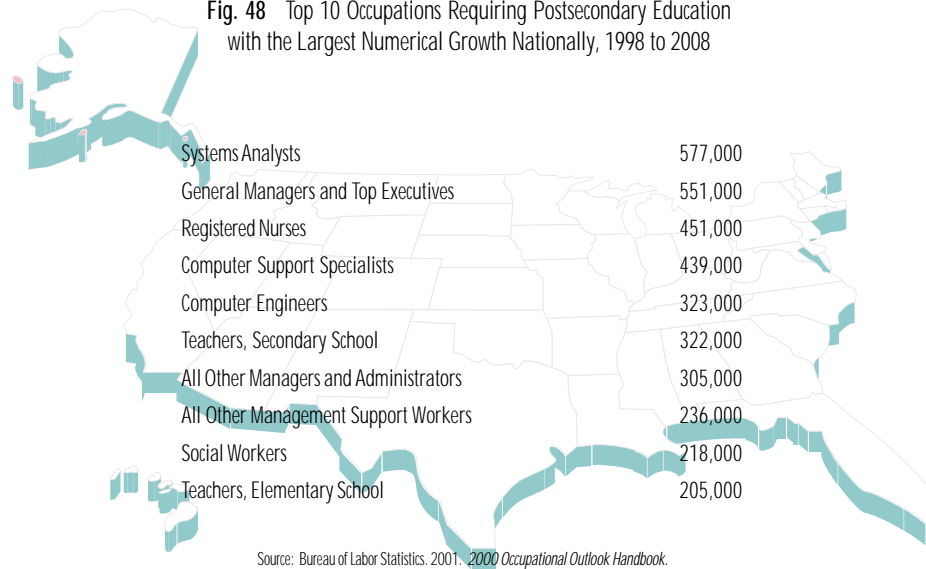 Fig. 48 Top 10 Occupations Requiring Postsecondary Education
with the Largest Numerical Growth Nationally, 1998 to 2008
Systems Analysts 577,000
General Managers and Top Executives 551,000
Registered Nurses 451,000
Computer Support Specialists 439,000
Computer Engineers 323,000
Teachers, Secondary School 322,000
All Other Managers and Administrators 305,000
All Other Management Support Workers 236,000
Social Workers 218,000
Teachers, Elementary School 205,000
Source: Bureau of Labor Statistics. 2001. 2000 Occupational Outlook Handbook.